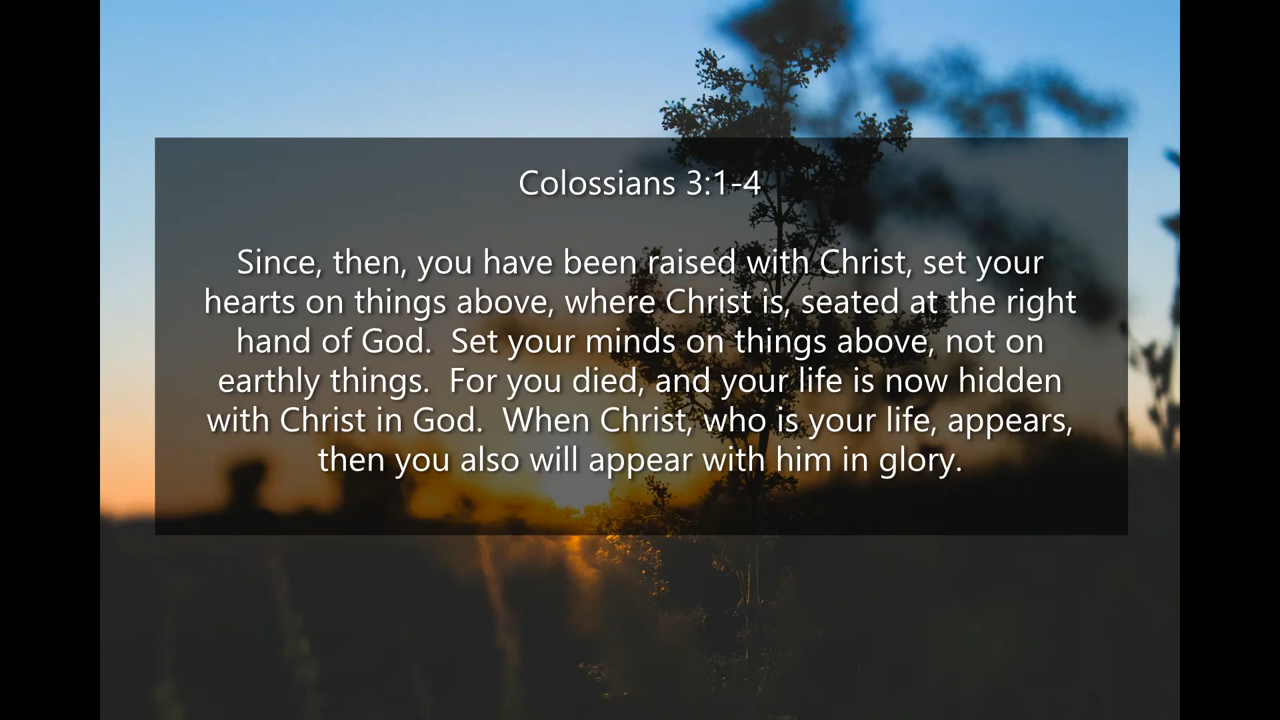 Colossians 3:1-4
Since, then, you have been raised with Christ, set your
hearts on things above, where Christ is, seated at the right
hand of God.  Set your minds on things above, not on
earthly things.  For you died, and your life is now hidden
with Christ in God.  When Christ, who is your life, appears,
then you also will appear with him in glory.